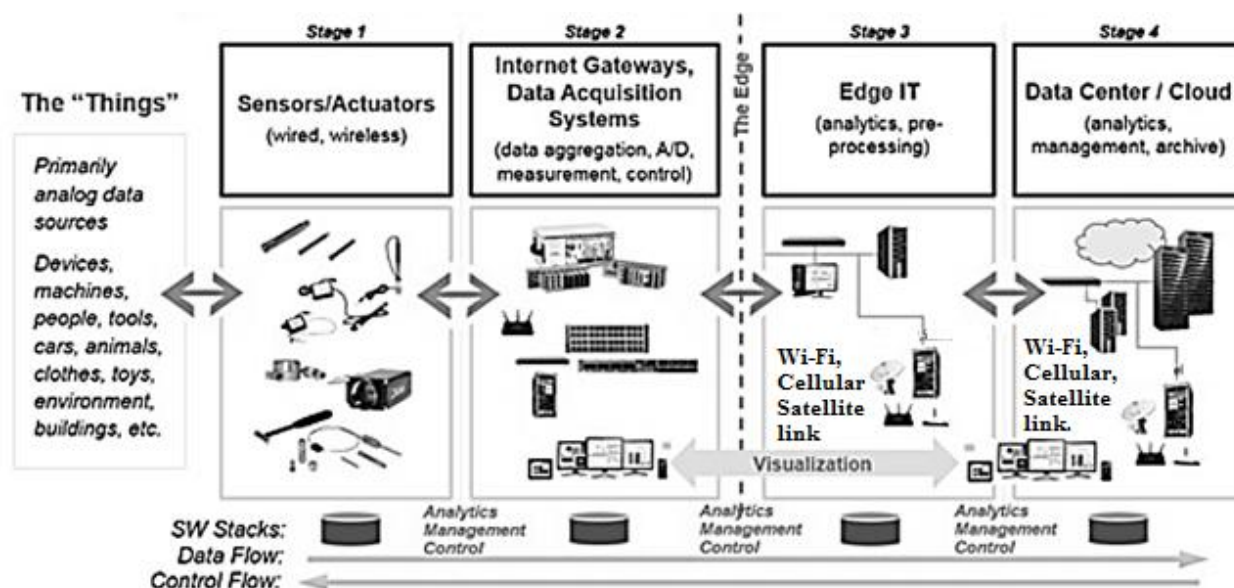 Stage 1
Stage 2
Stage 3
Stage 4
The "Things"
Primarily
analog data
sources
Devices,
machines,
people, tools,
cars, animals,
clothes, toys,
environment,
buildings, etc.
Sensors/Actuators
(wired, wireless)
Internet Gateways,
Data Acquisition
Systems
(data aggregation, A/D,
measurement, control)
The Edge
Edge IT
(analytics, pre-
processing)
Data Center / Cloud
(analytics,
management, archive)
Wi-Fi,
Cellular
Satellite
link
Wi-Fi,
Cellular,
Satellite
link.
Visualization
SW Stacks:
Analytics
Management
Control
Analytics
Management
Control
Analytics
Management
Control
Data Flow:
Control Flow: